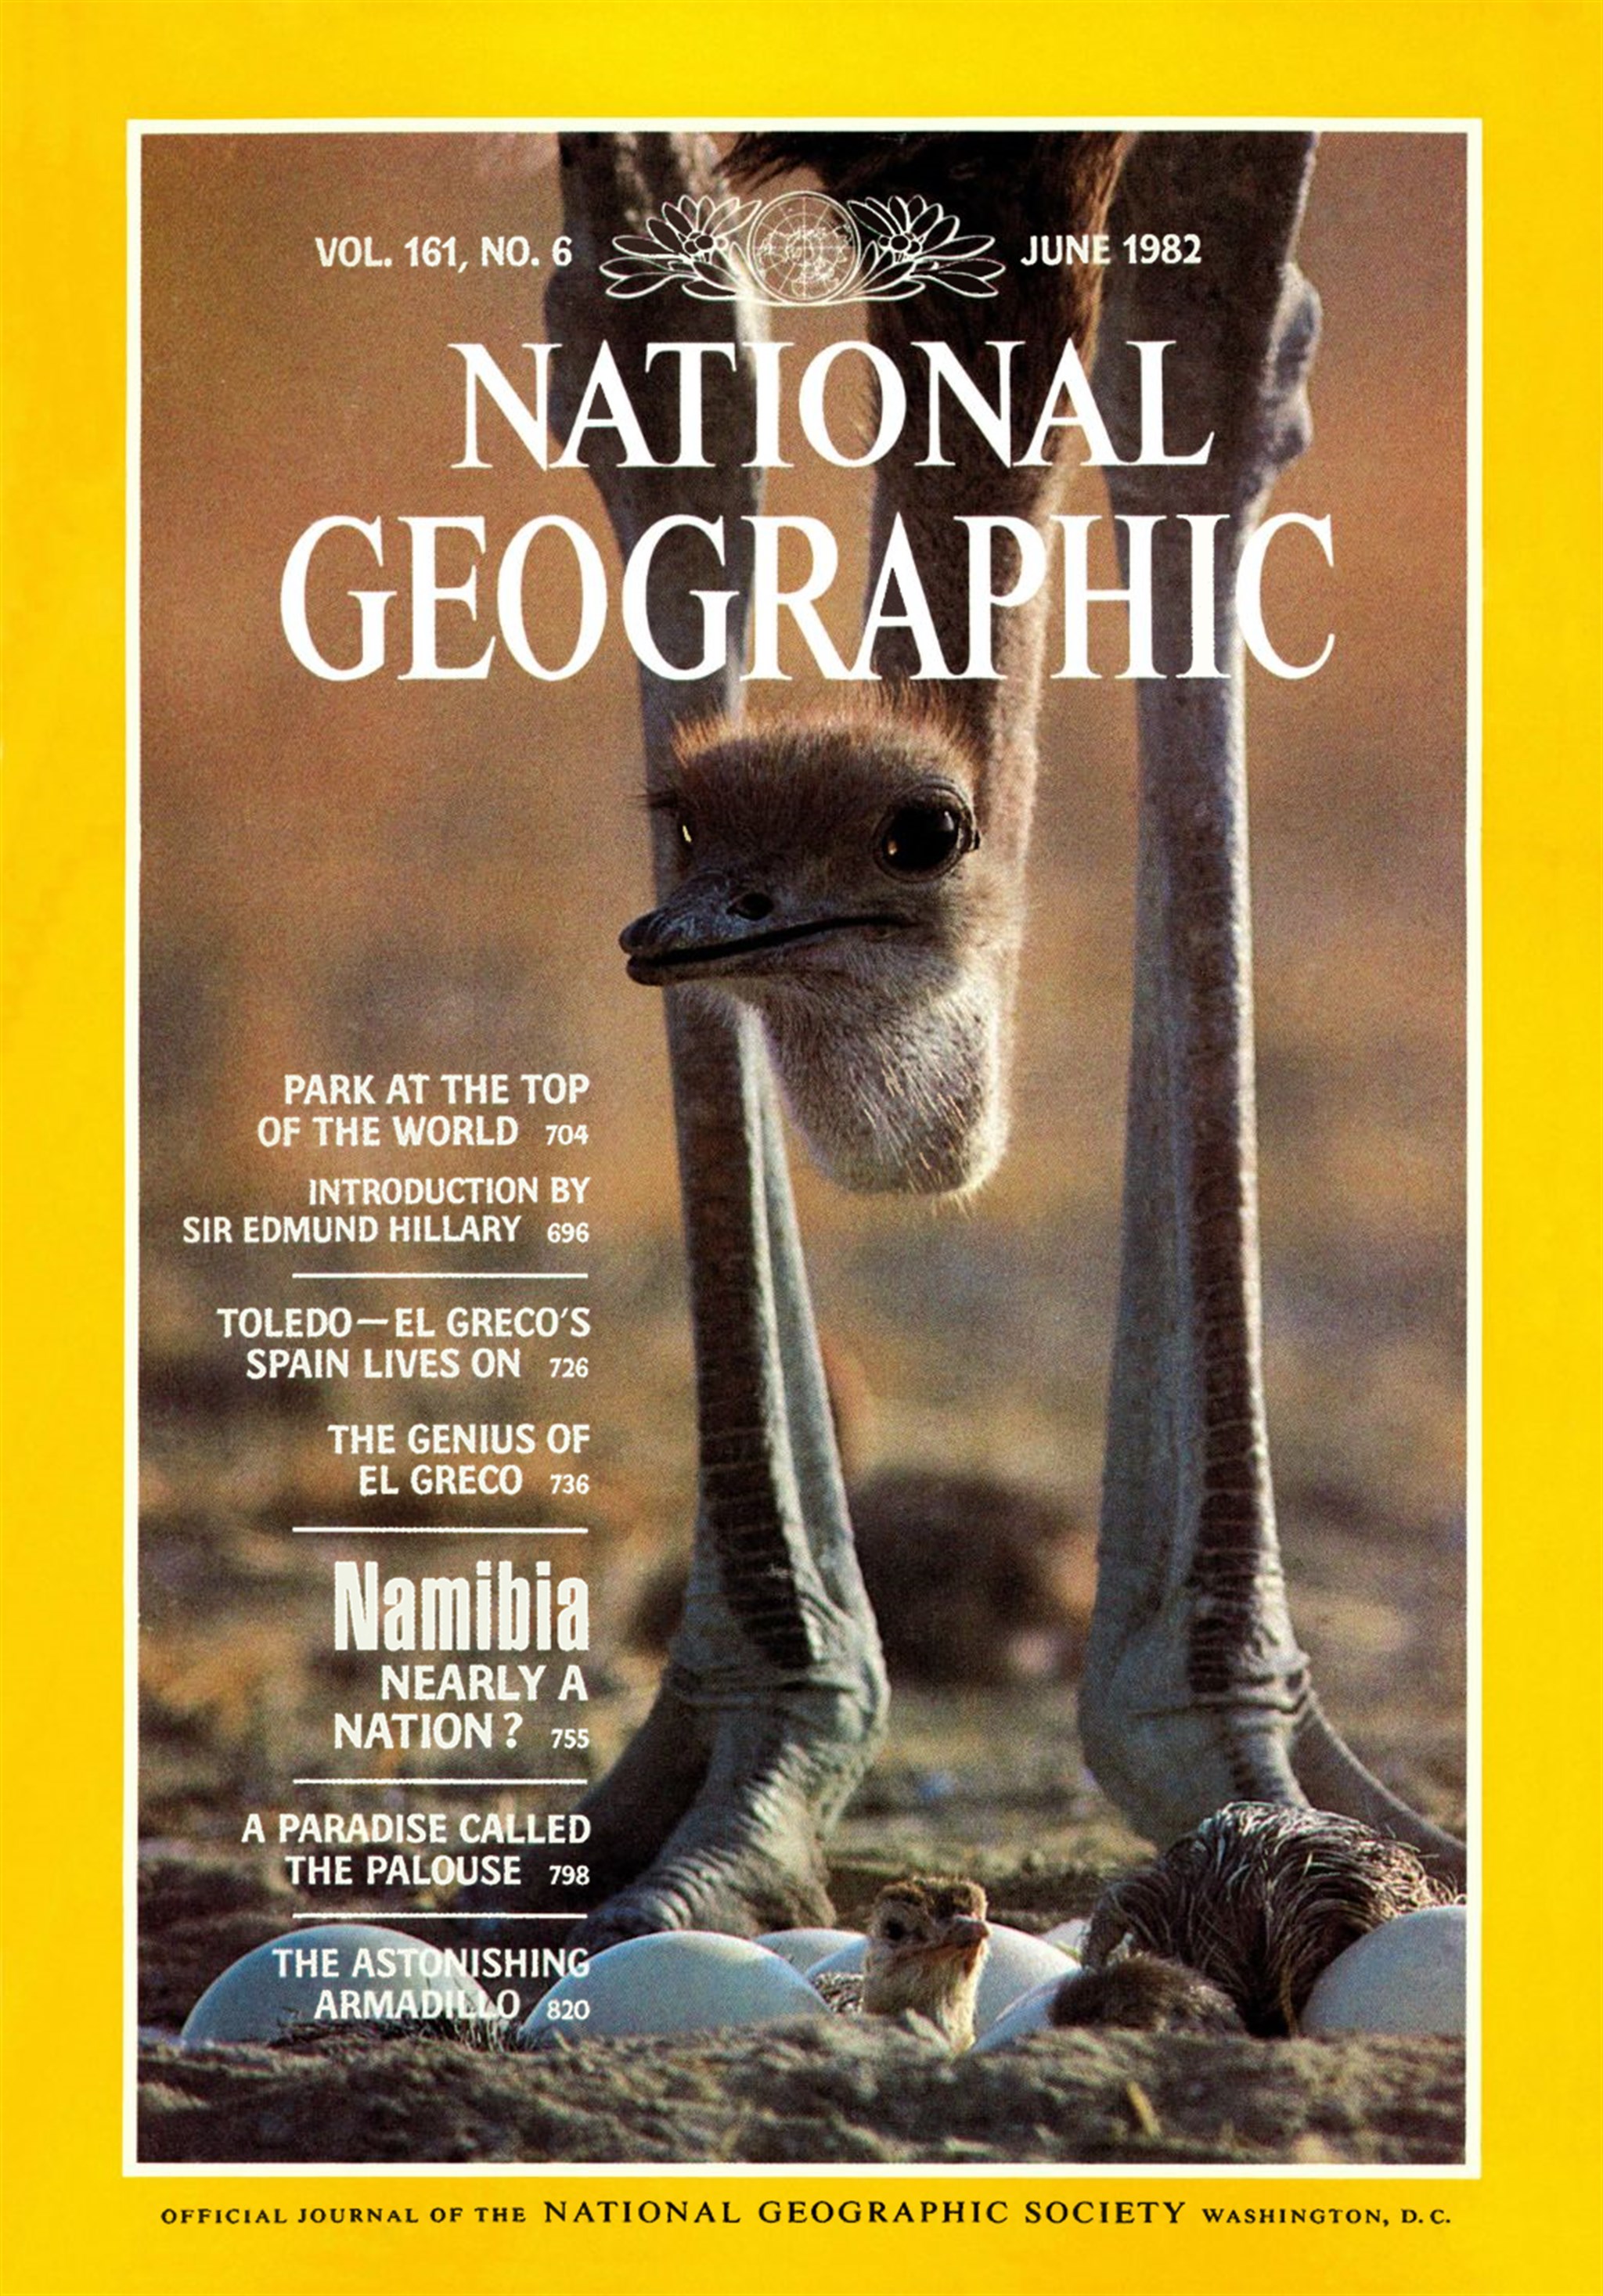 VOL. 161, NO. 6
JUNE 1982
NATIONAL
GEOGRAPHIC
PARK AT THE TOP
OF THE WORLD 704
INTRODUCTION BY
SIR EDMUND HILLARY 696
TOLEDO—EL GRECO'S
SPAIN LIVES ON 726
THE GENIUS OF
EL GRECO 736
Namibia
NEARLY A
NATION? 755
A PARADISE CALLED
THE PALOUSE 798
THE ASTONISHING
ARMADILLO 820
OFFICIAL JOURNAL OF THE NATIONAL GEOGRAPHIC SOCIETY WASHINGTON, D.C.